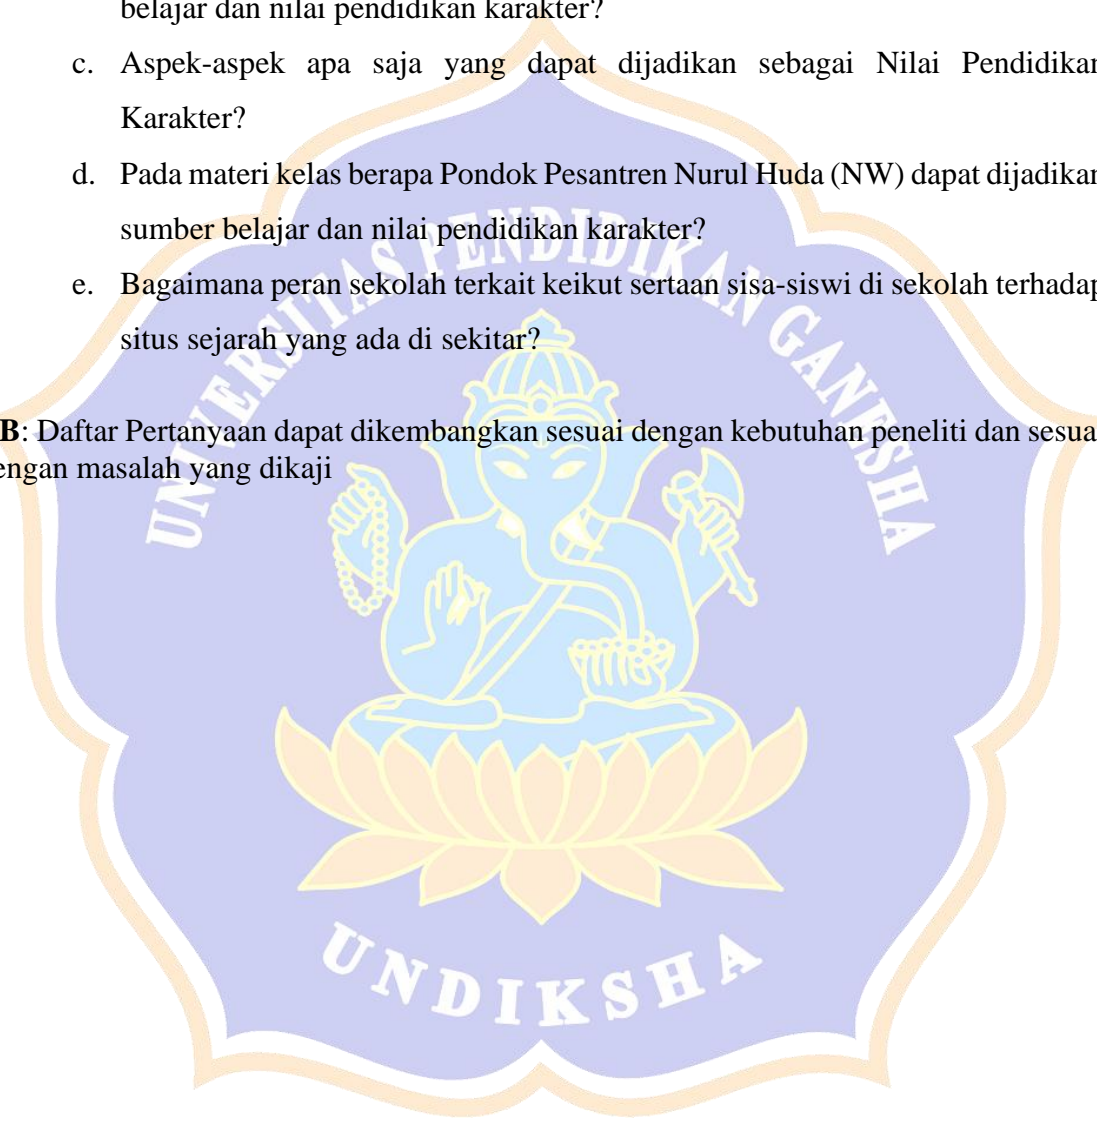 belajar dan nilai pendidikan karakter?
c. Aspek-aspek apa saja yang dapat dijadikan sebagai Nilai Pendidikan
Karakter?
d. Pada materi kelas berapa Pondok Pesantren Nurul Huda (NW) dapat dijadikan
sumber belajar dan nilai pendidikan karakter?
e. Bagaimana peran sekolah terkait keikut sertaan sisa-siswi di sekolah terhadap
situs sejarah yang ada di sekitar?
B: Daftar Pertanyaan dapat dikembangkan sesuai dengan kebutuhan peneliti dan sesua
engan masalah yang dikaji
UNIVERSITAS PENDIDIKAN GANESHA
UNDIKSHA